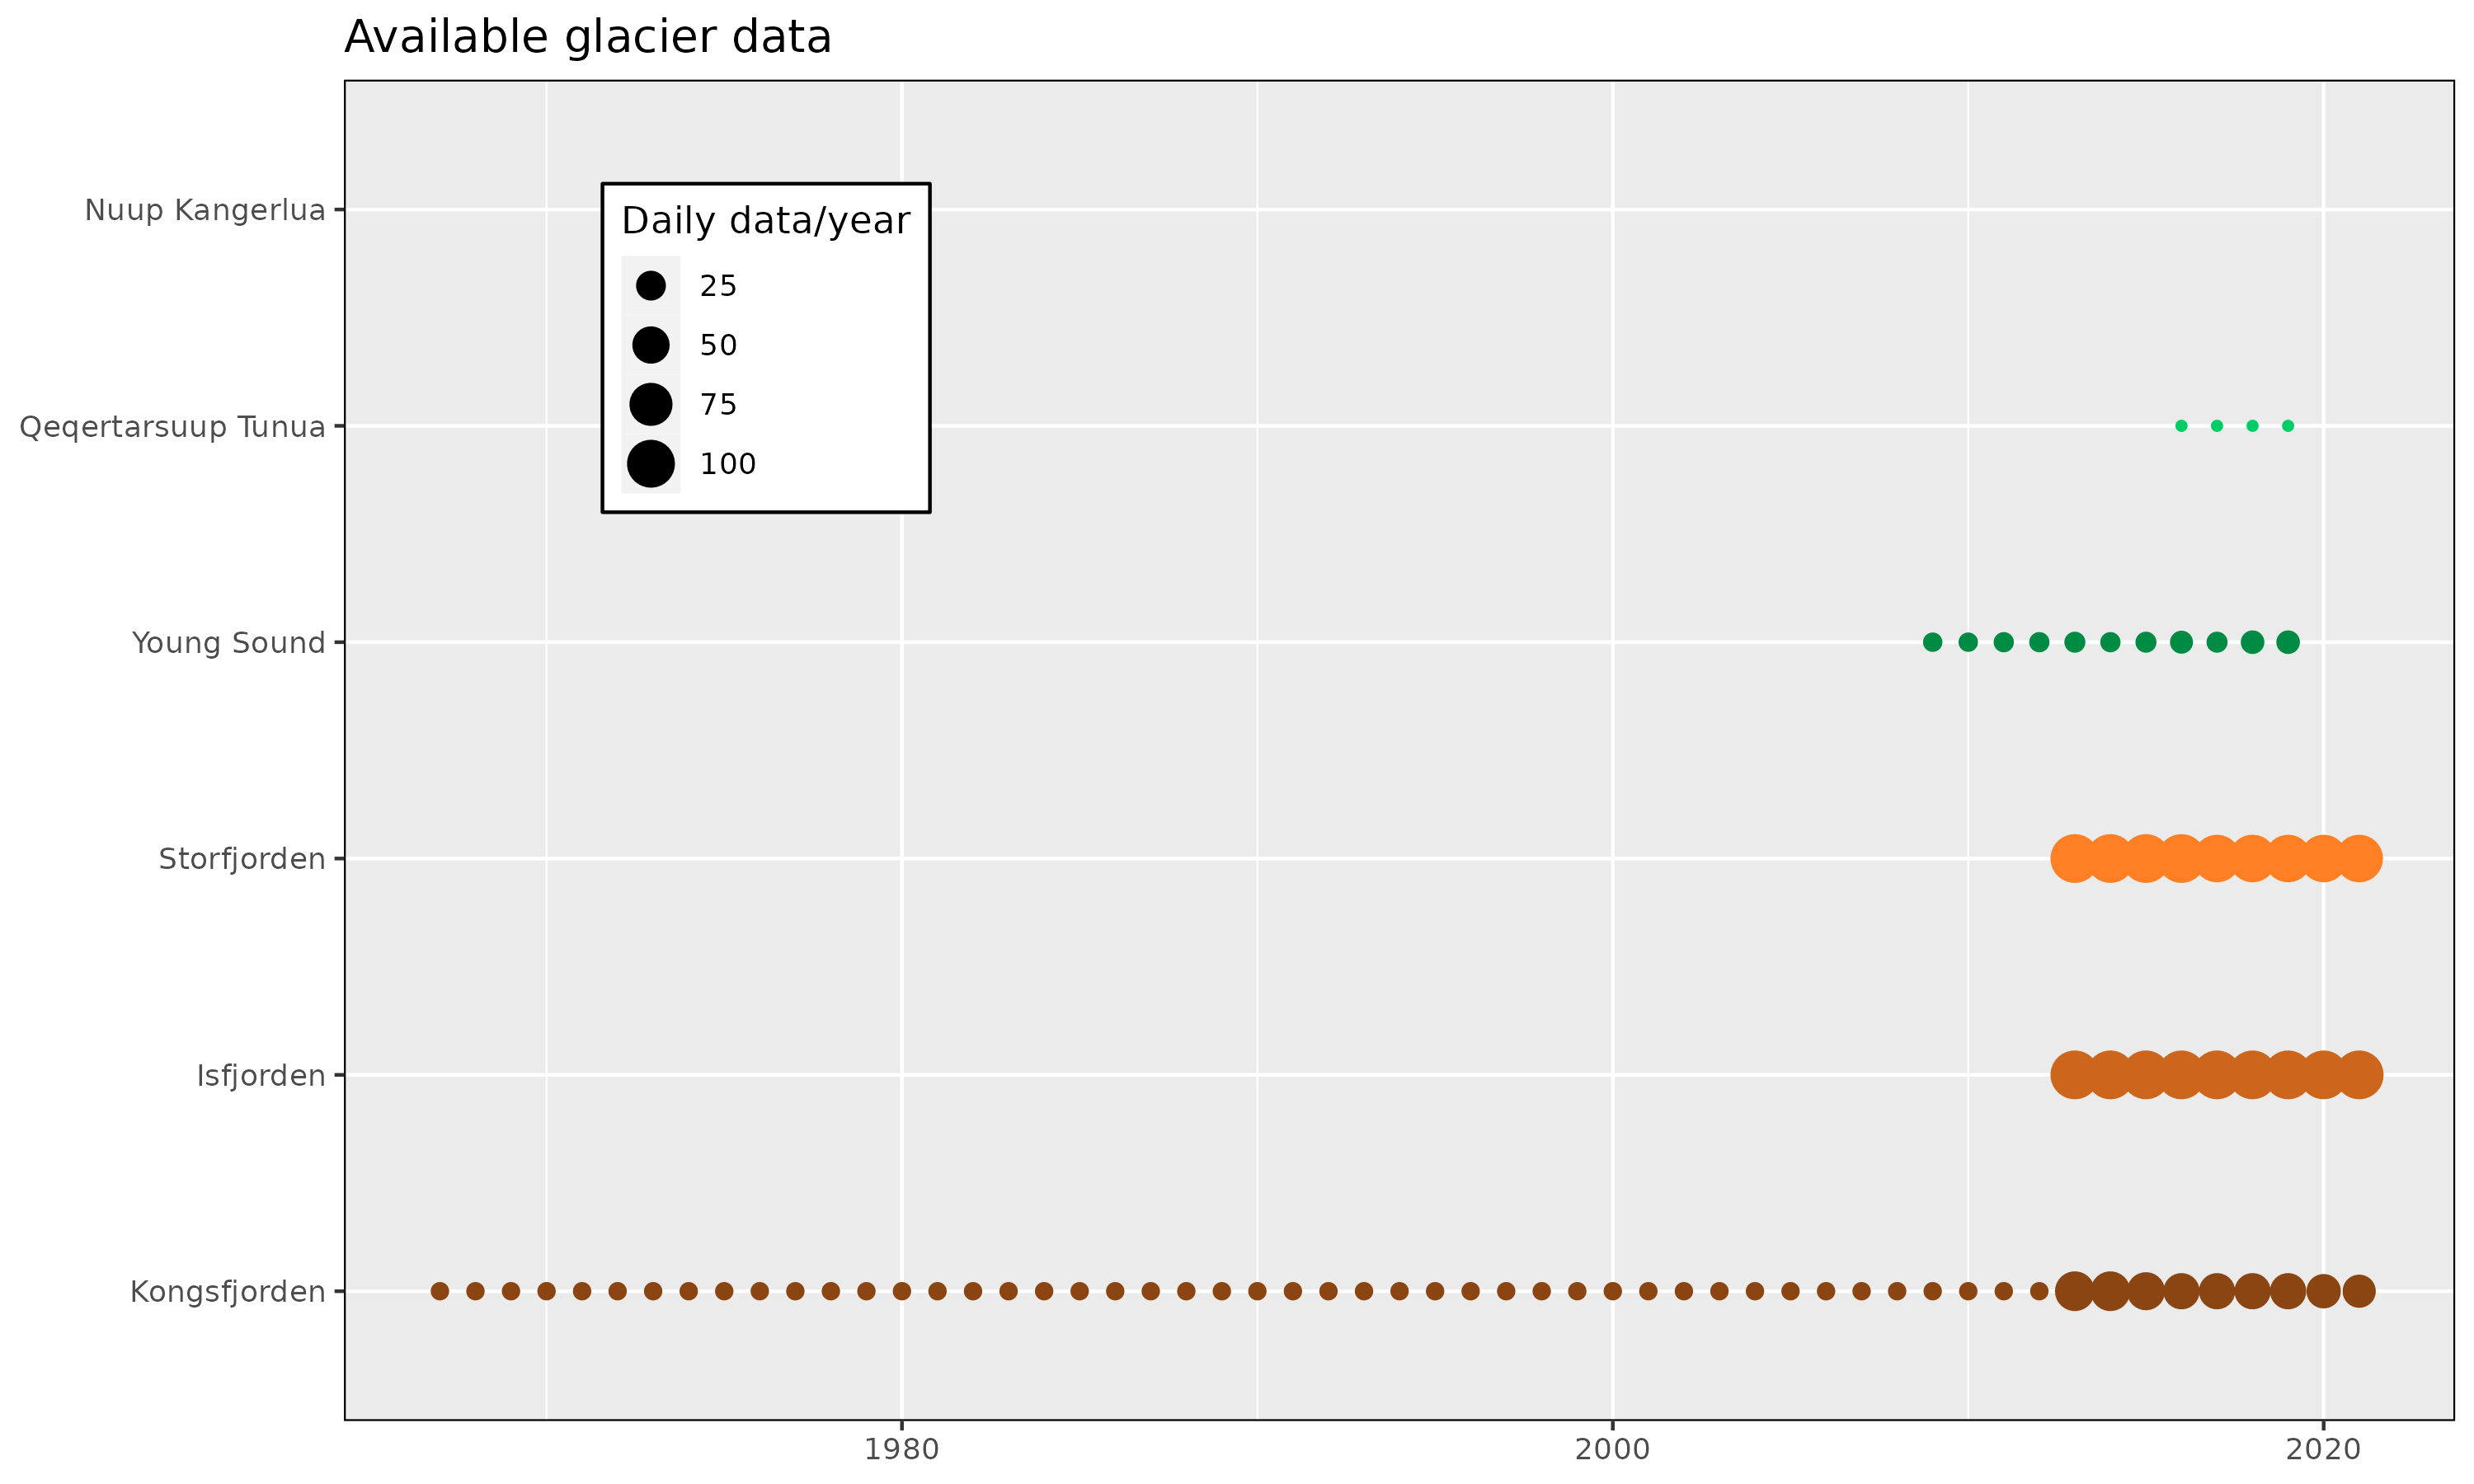 Available glacier data
Nuup Kangerlua
Qeqertarsuup Tunua
Young Sound
Storfjorden
Isfjorden
Kongsfjorden
Daily data/year
25
50
75
100
1980
2000
2020